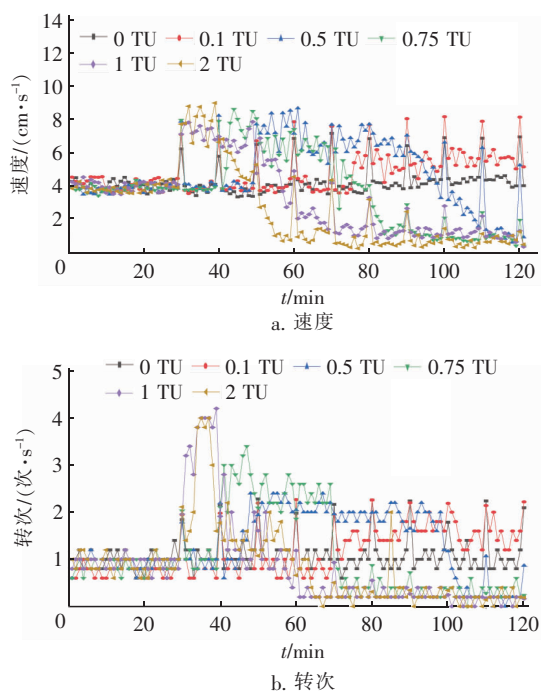 14
12
10
8
6
4
2
0 20 40 60 80 100 120
速度/(cm·s⁻¹)
0 TU 0.1 TU 0.5 TU 0.75 TU
1 TU 2 TU
t/min
a. 速度
5
4
3
2
1
0 20 40 60 80 100 120
转次/(次·s⁻¹)
0 TU 0.1 TU 0.5 TU 0.75 TU
1 TU 2 TU
t/min
b. 转次